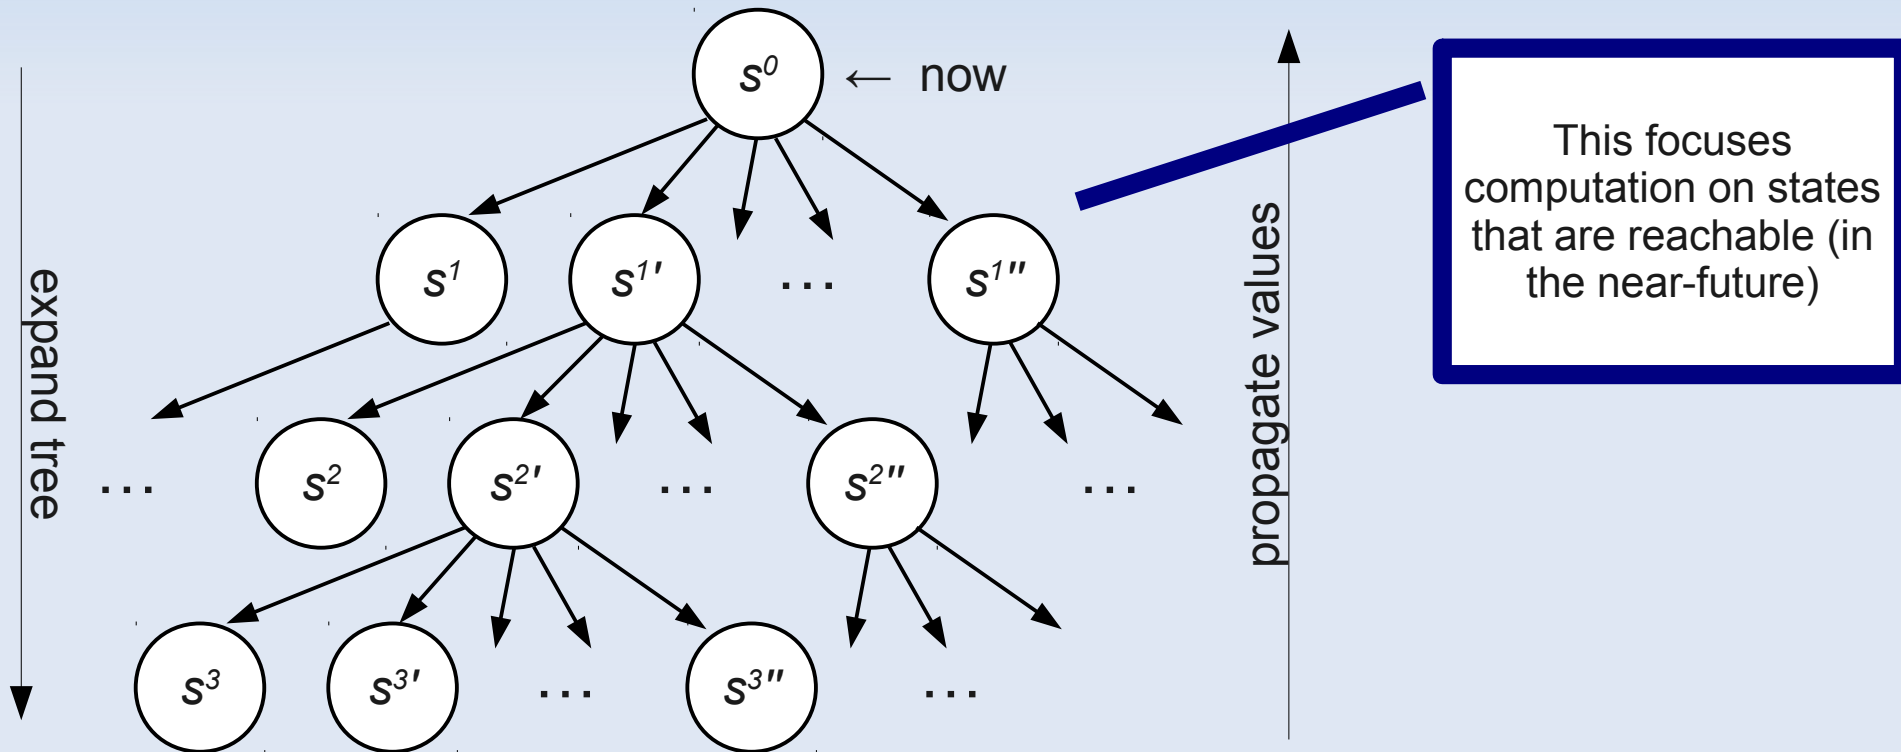 s⁰ ← now
This focuses
computation on states
that are reachable (in
the near-future)
expand tree
propagate values
s¹ s¹′ ... s¹″
... s² s²′ ... s²″ ...
s³ s³′ ... s³″ ...